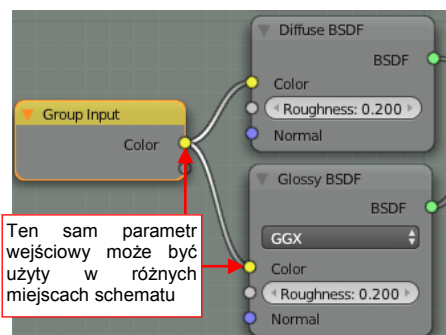 Diffuse BSDF
BSDF
Color
Roughness: 0.200
Normal
Group Input
Color
Glossy BSDF
BSDF
GGX
Color
Roughness: 0.200
Normal
Ten sam parametr
wejściowy może być
użyty w różnych
miejscach schematu